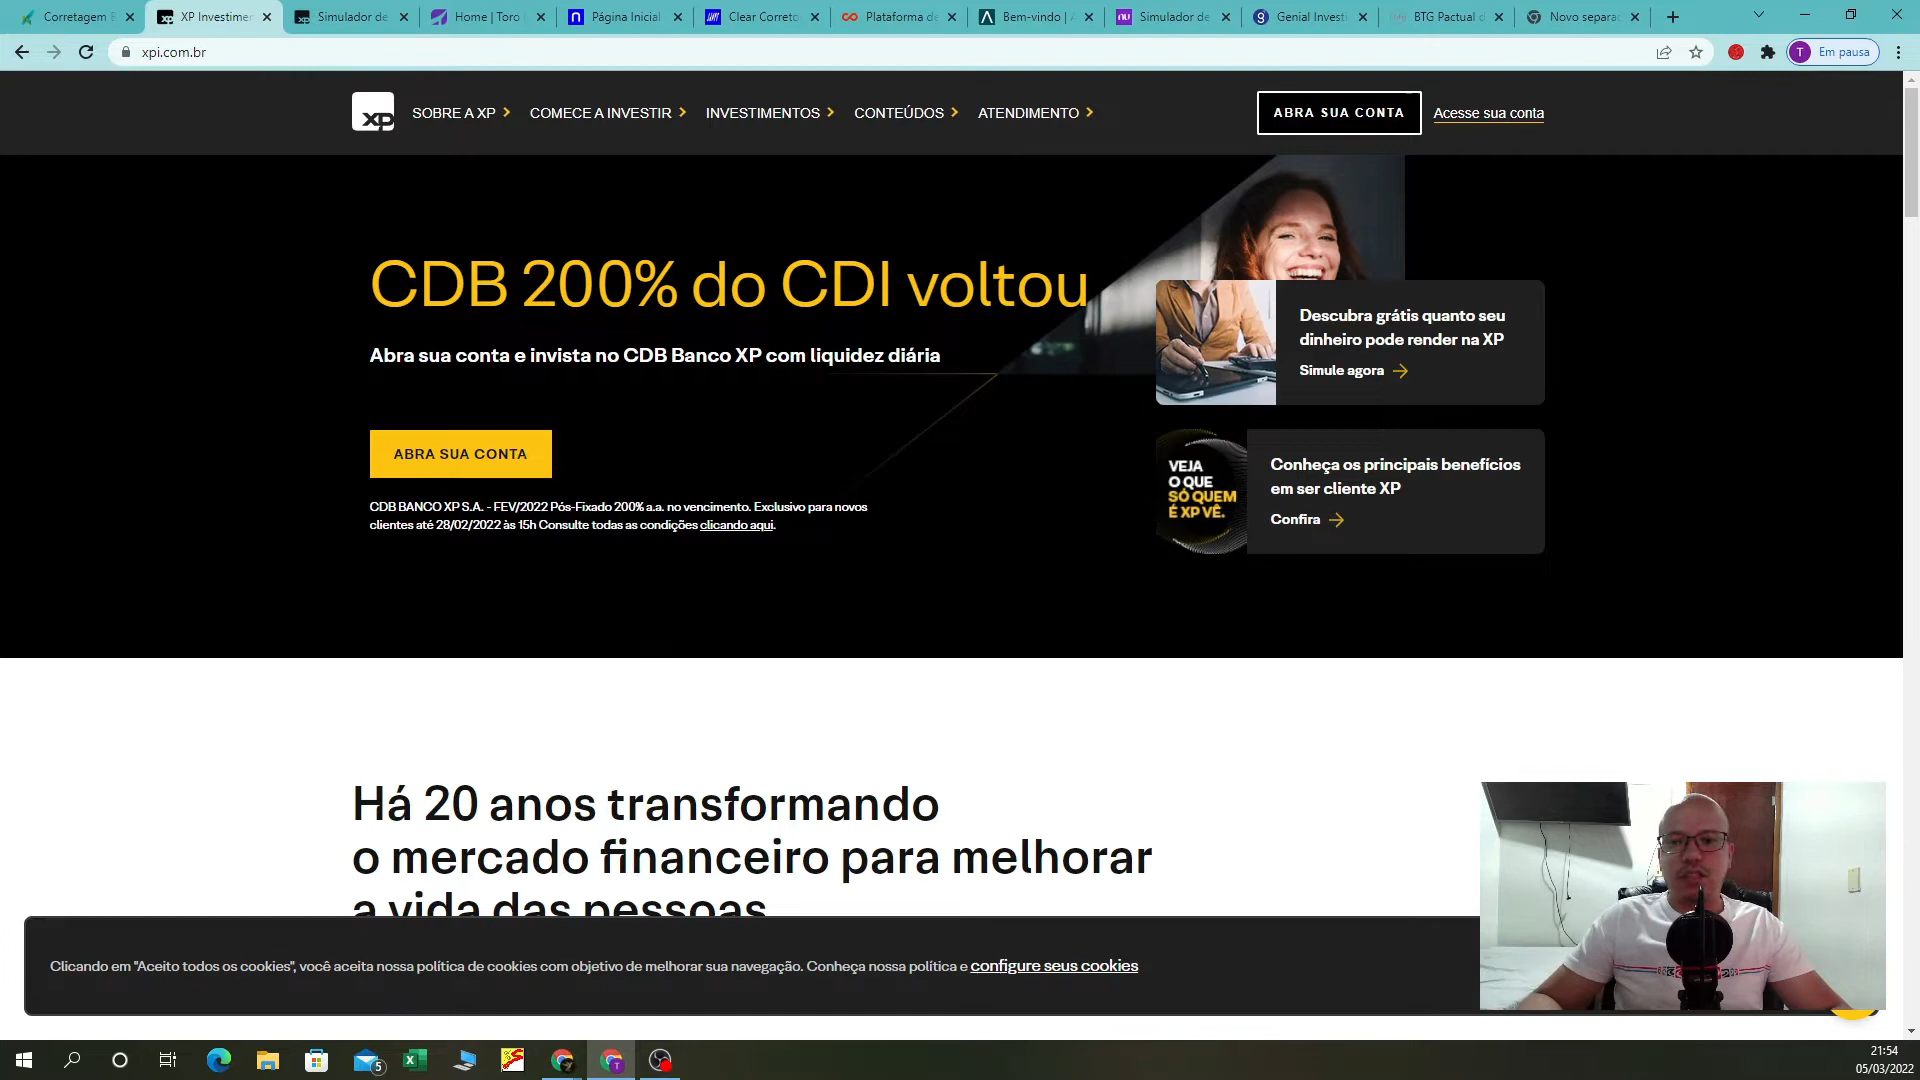 Corretagem
XP Investimen
Simulador de
Home | Toro
Página Inicial
Clear Correto
Plataforma de
Bem-vindo |
Simulador de
Genial Investi
BTG Pactual d
Novo separad
xpi.com.br
T
Em pausa
xp
SOBRE A XP
COMECE A INVESTIR
INVESTIMENTOS
CONTEÚDOS
ATENDIMENTO
ABRA SUA CONTA
Acesse sua conta
CDB 200% do CDI voltou
Abra sua conta e invista no CDB Banco XP com liquidez diária
ABRA SUA CONTA
CDB BANCO XP S.A. - FEV/2022 Pós-Fixado 200% a.a. no vencimento. Exclusivo para novos
clientes até 28/02/2022 às 15h Consulte todas as condições clicando aqui.
Descubra grátis quanto seu
dinheiro pode render na XP
Simule agora
VEJA
O QUE
SÓ QUEM
É XP VÊ.
Conheça os principais benefícios
em ser cliente XP
Confira
Há 20 anos transformando
o mercado financeiro para melhorar
a vida das pessoas
Clicando em "Aceito todos os cookies", você aceita nossa política de cookies com objetivo de melhorar sua navegação. Conheça nossa política e configure seus cookies
5
21:54
05/03/2022